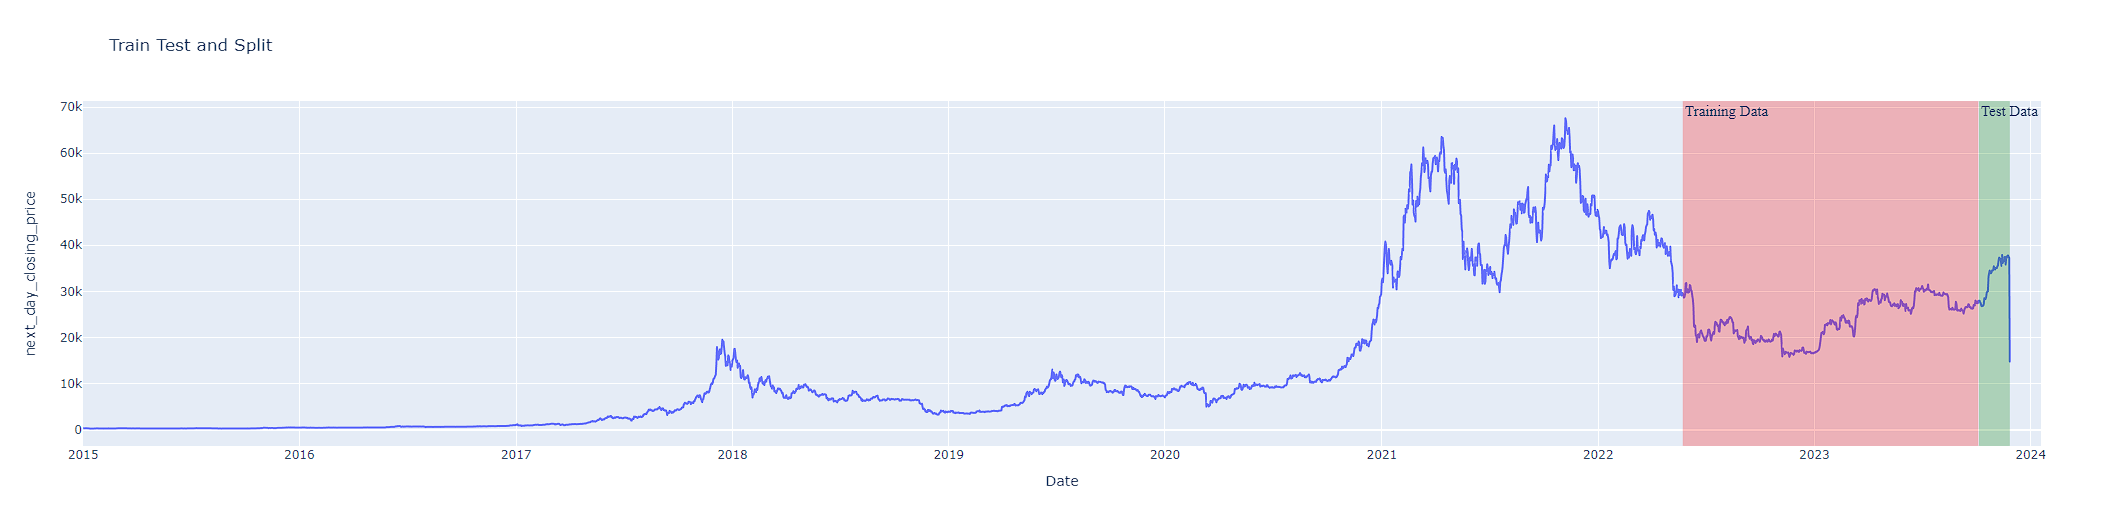 Train Test and Split
70k
60k
50k
40k
30k
20k
10k
0
next_day_closing_price
Training Data
Test Data
2015 2016 2017 2018 2019 2020 2021 2022 2023 2024
Date